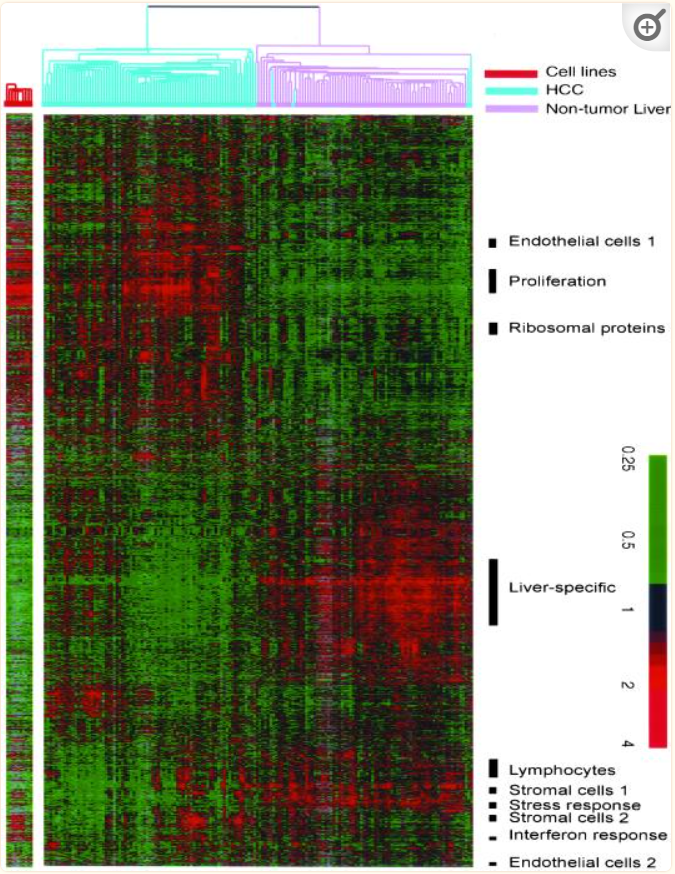 Cell lines
HCC
Non-tumor Liver
Endothelial cells 1
Proliferation
Ribosomal proteins
0.25
0.5
1
2
4
Liver-specific
Lymphocytes
Stromal cells 1
Stress response
Stromal cells 2
Interferon response
Endothelial cells 2